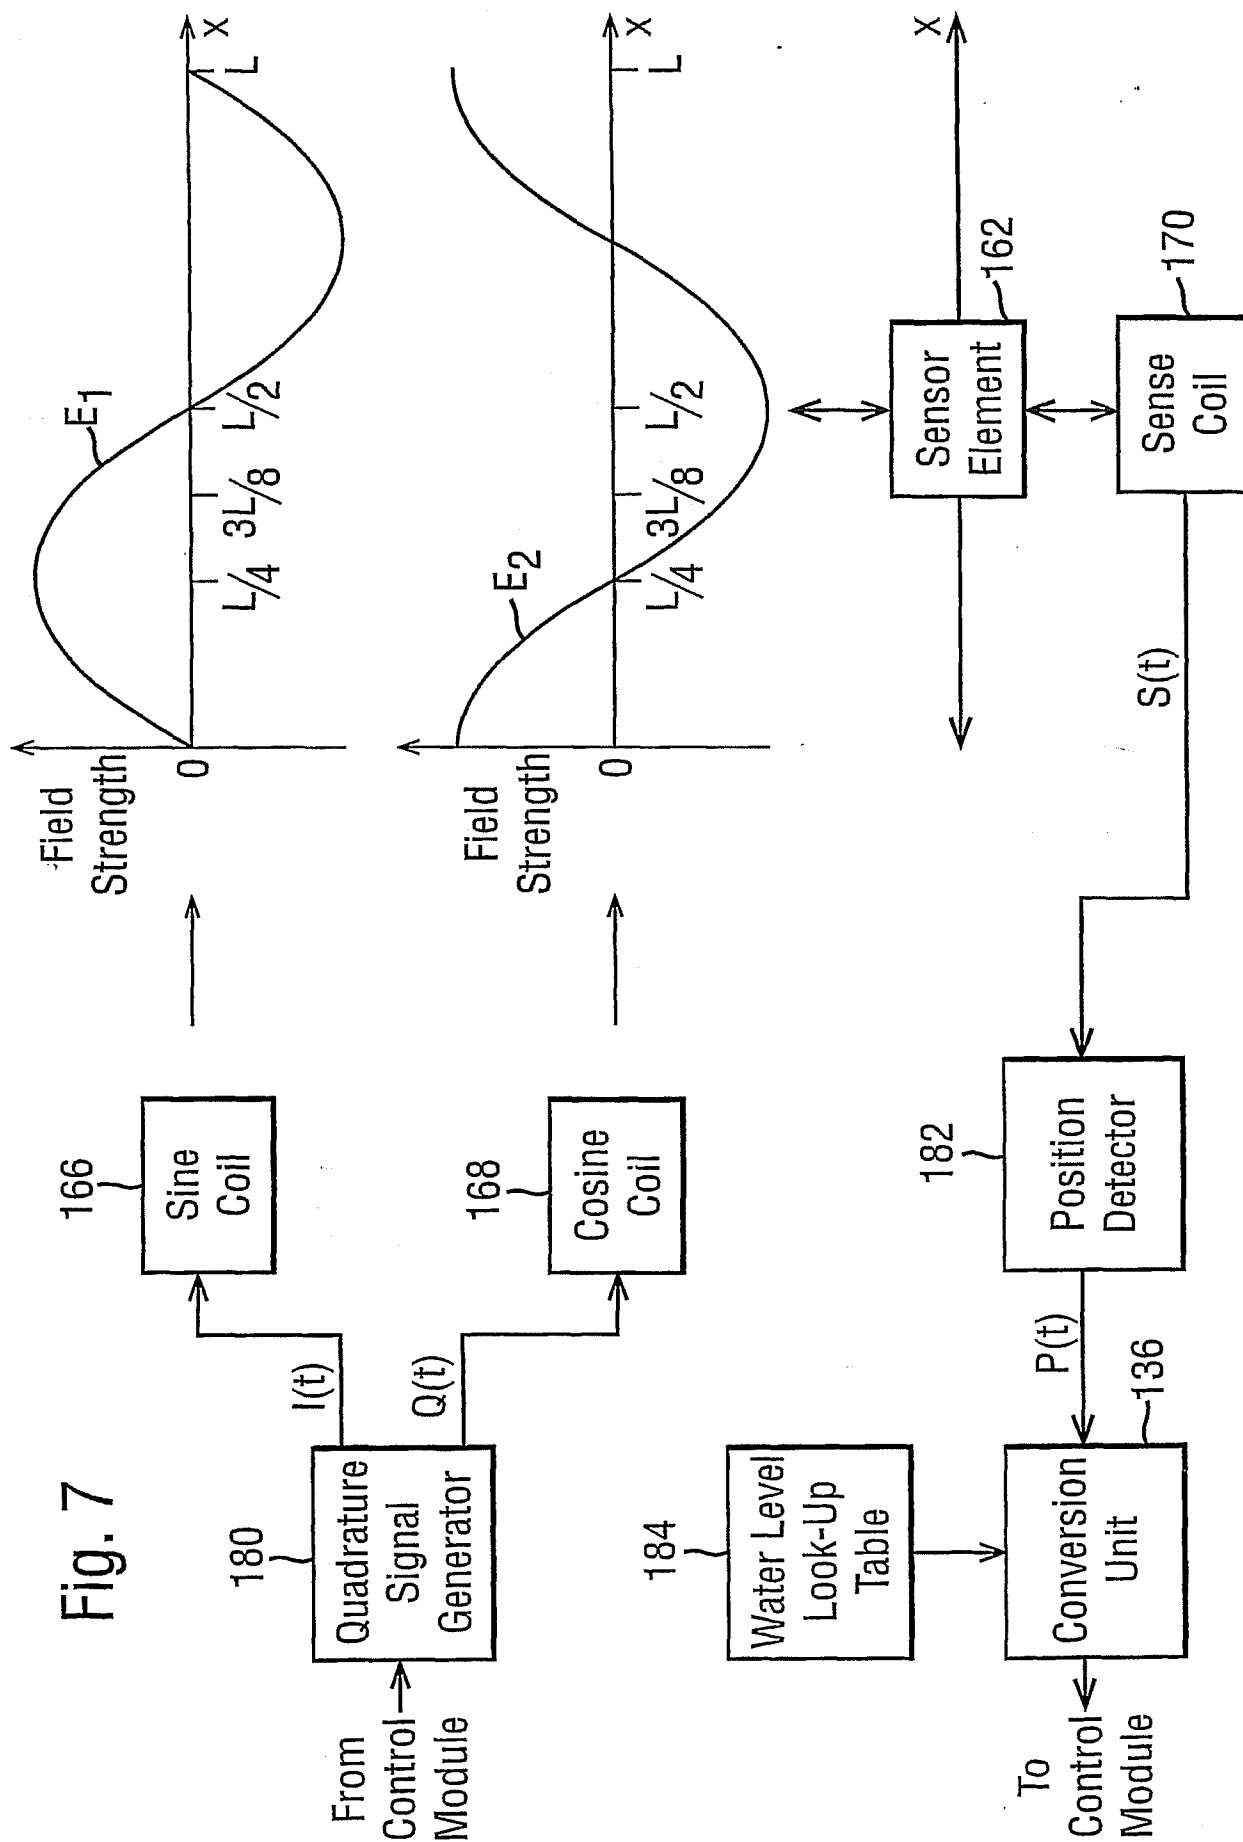 Fig. 7
From
Control
Module
180
Quadrature
Signal
Generator
I(t)
Q(t)
166
Sine
Coil
168
Cosine
Coil
Field
Strength
0
E1
L/4
3L/8
L/2
L
X
Field
Strength
0
E2
L/4
3L/8
L/2
L
X
X
Sensor
Element
162
Sense
Coil
170
S(t)
182
Position
Detector
P(t)
184
Water Level
Look-Up
Table
Conversion
Unit
136
To
Control
Module